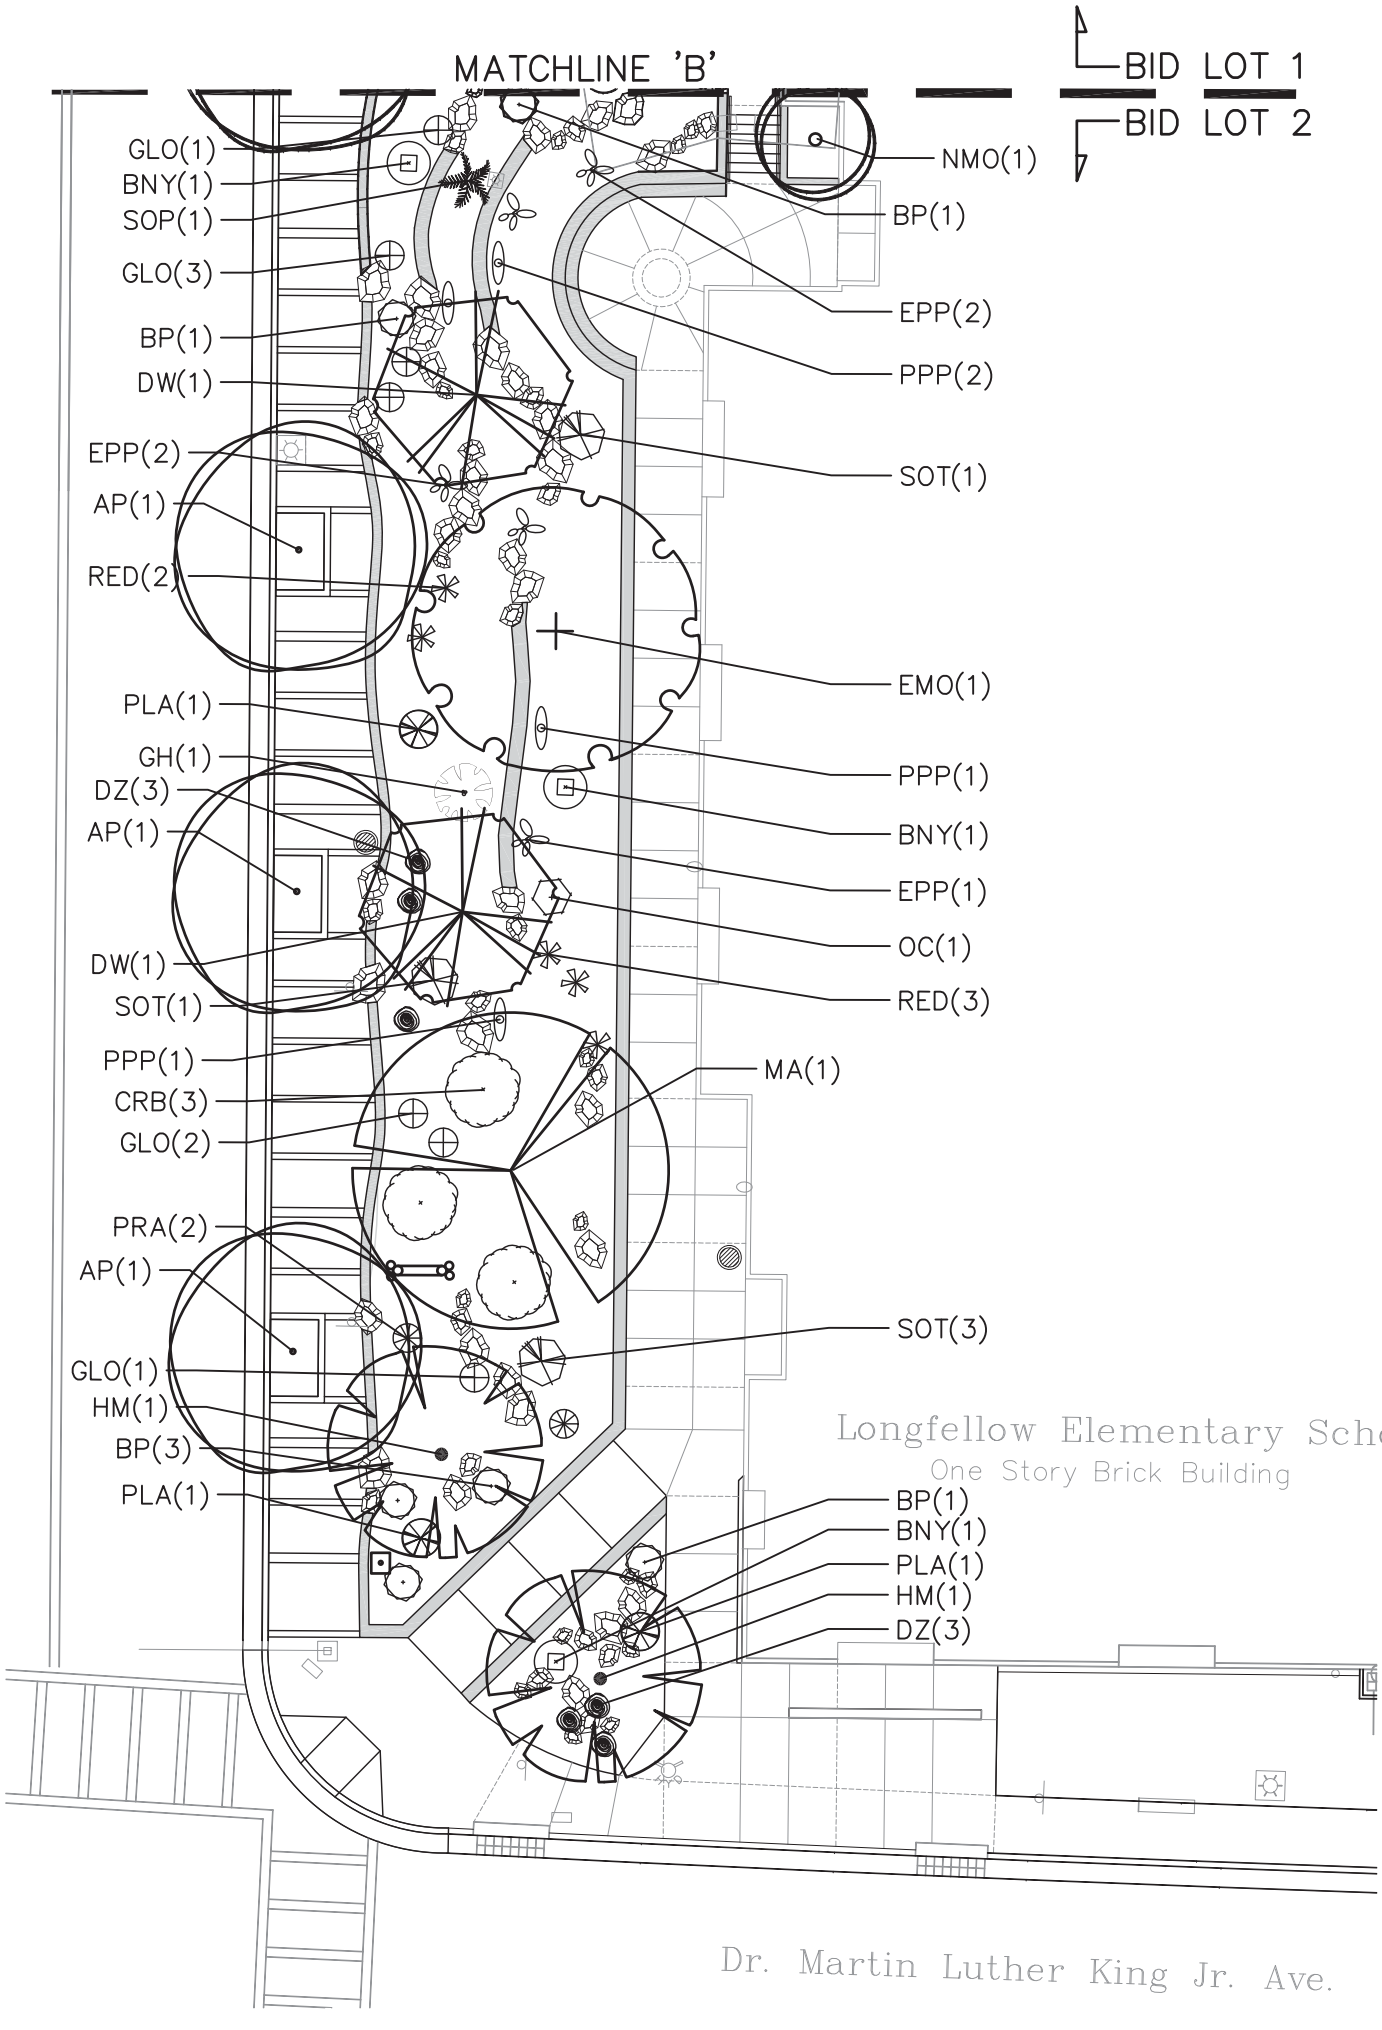 MATCHLINE 'B'
BID LOT 1
BID LOT 2
GLO(1)
BNY(1)
SOP(1)
GLO(3)
BP(1)
DW(1)
EPP(2)
AP(1)
RED(2)
PLA(1)
GH(1)
DZ(3)
AP(1)
DW(1)
SOT(1)
PPP(1)
CRB(3)
GLO(2)
PRA(2)
AP(1)
GLO(1)
HM(1)
BP(3)
PLA(1)
NMO(1)
BP(1)
EPP(2)
PPP(2)
SOT(1)
EMO(1)
PPP(1)
BNY(1)
EPP(1)
OC(1)
RED(3)
MA(1)
SOT(3)
Longfellow Elementary Scho
One Story Brick Building
BP(1)
BNY(1)
PLA(1)
HM(1)
DZ(3)
Dr. Martin Luther King Jr. Ave.